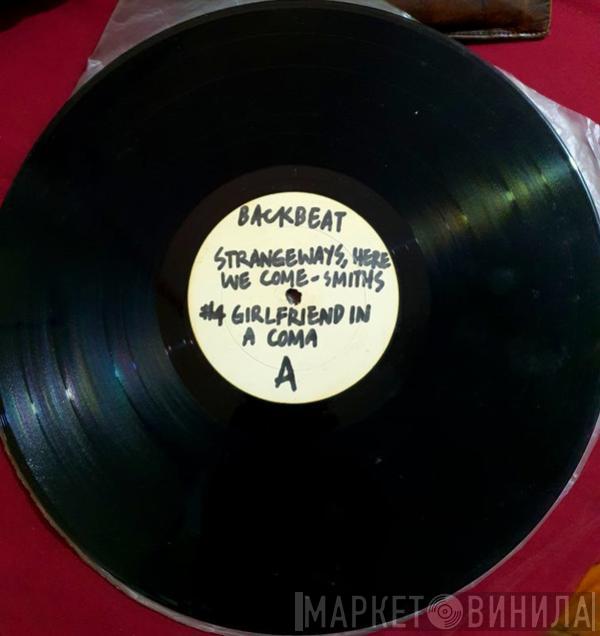 BACKBEAT
STRANGEWAYS, HERE
WE COME - SMITHS
#4 GIRLFRIEND IN
A COMA
A
МАРКЕТ ВИНИЛА